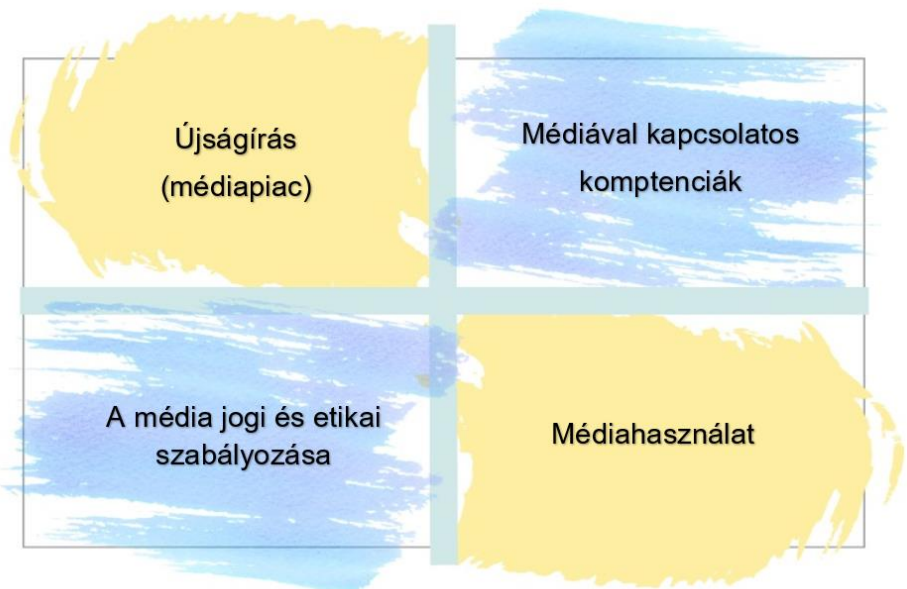 Újságírás
(médiapiac)
Médiával kapcsolatos
komptenciák
A média jogi és etikai
szabályozása
Médiahasználat